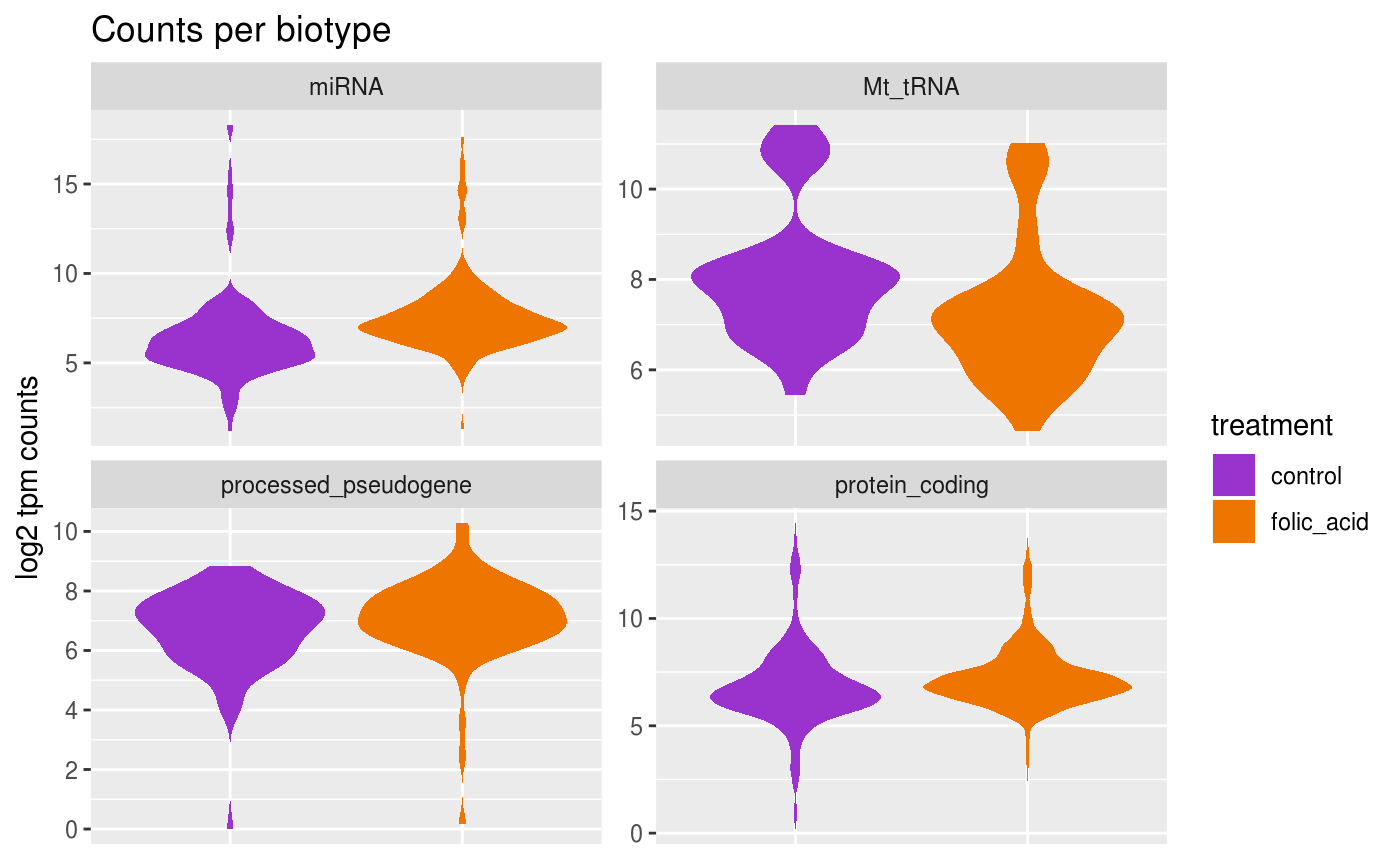 Counts per biotype
miRNA
Mt_tRNA
15
10
5
10
8
6
log2 tpm counts
processed_pseudogene
protein_coding
10
8
6
4
2
0
15
10
5
0
treatment
control
folic_acid